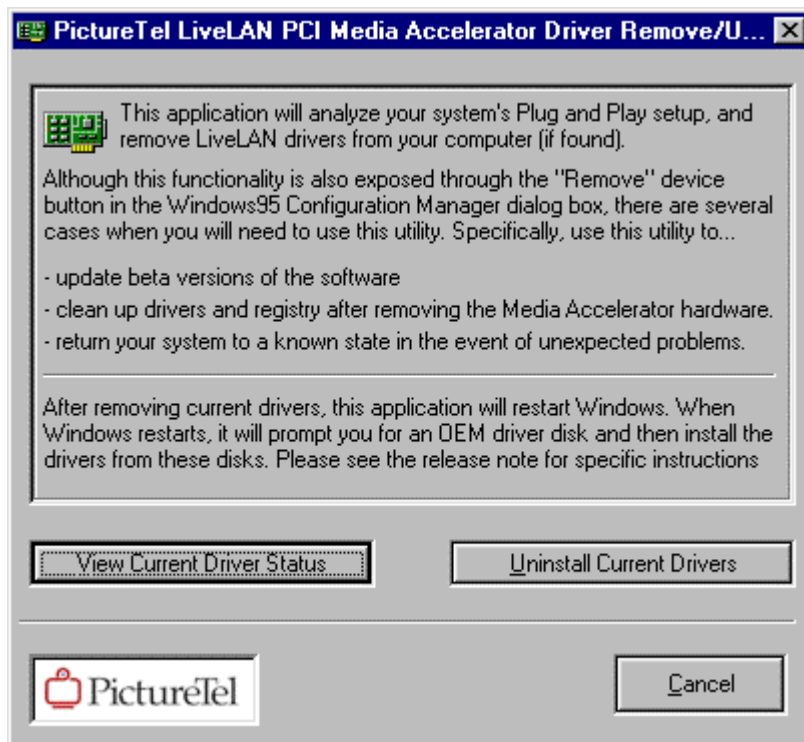 PictureTel LiveLAN PCI Media Accelerator Driver Remove/U...
This application will analyze your system's Plug and Play setup, and
remove LiveLAN drivers from your computer (if found).
Although this functionality is also exposed through the "Remove" device
button in the Windows95 Configuration Manager dialog box, there are several
cases when you will need to use this utility. Specifically, use this utility to...
- update beta versions of the software
- clean up drivers and registry after removing the Media Accelerator hardware.
- return your system to a known state in the event of unexpected problems.
After removing current drivers, this application will restart Windows. When
Windows restarts, it will prompt you for an OEM driver disk and then install the
drivers from these disks. Please see the release note for specific instructions
View Current Driver Status
Uninstall Current Drivers
PictureTel
Cancel